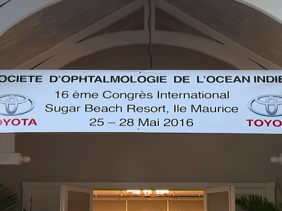 SOCIETE D'OPHTALMOLOGIE DE L'OCEAN INDIE
16 ème Congrès International
Sugar Beach Resort, Ile Maurice
25 – 28 Mai 2016
TOYOTA
TOYO